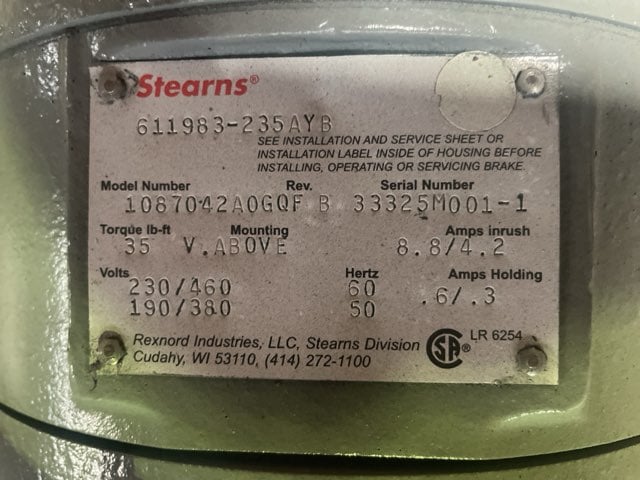 Stearns®
611983-235AYB
SEE INSTALLATION AND SERVICE SHEET OR
INSTALLATION LABEL INSIDE OF HOUSING BEFORE
INSTALLING, OPERATING OR SERVICING BRAKE.
Model Number Rev. Serial Number
1087042A0GQF B 33325M001-1
Torque lb-ft Mounting Amps inrush
35 V.ABOVE 8.8/4.2
Volts Hertz Amps Holding
230/460 60 .6/.3
190/380 50
Rexnord Industries, LLC, Stearns Division SA® LR 6254
Cudahy, WI 53110, (414) 272-1100